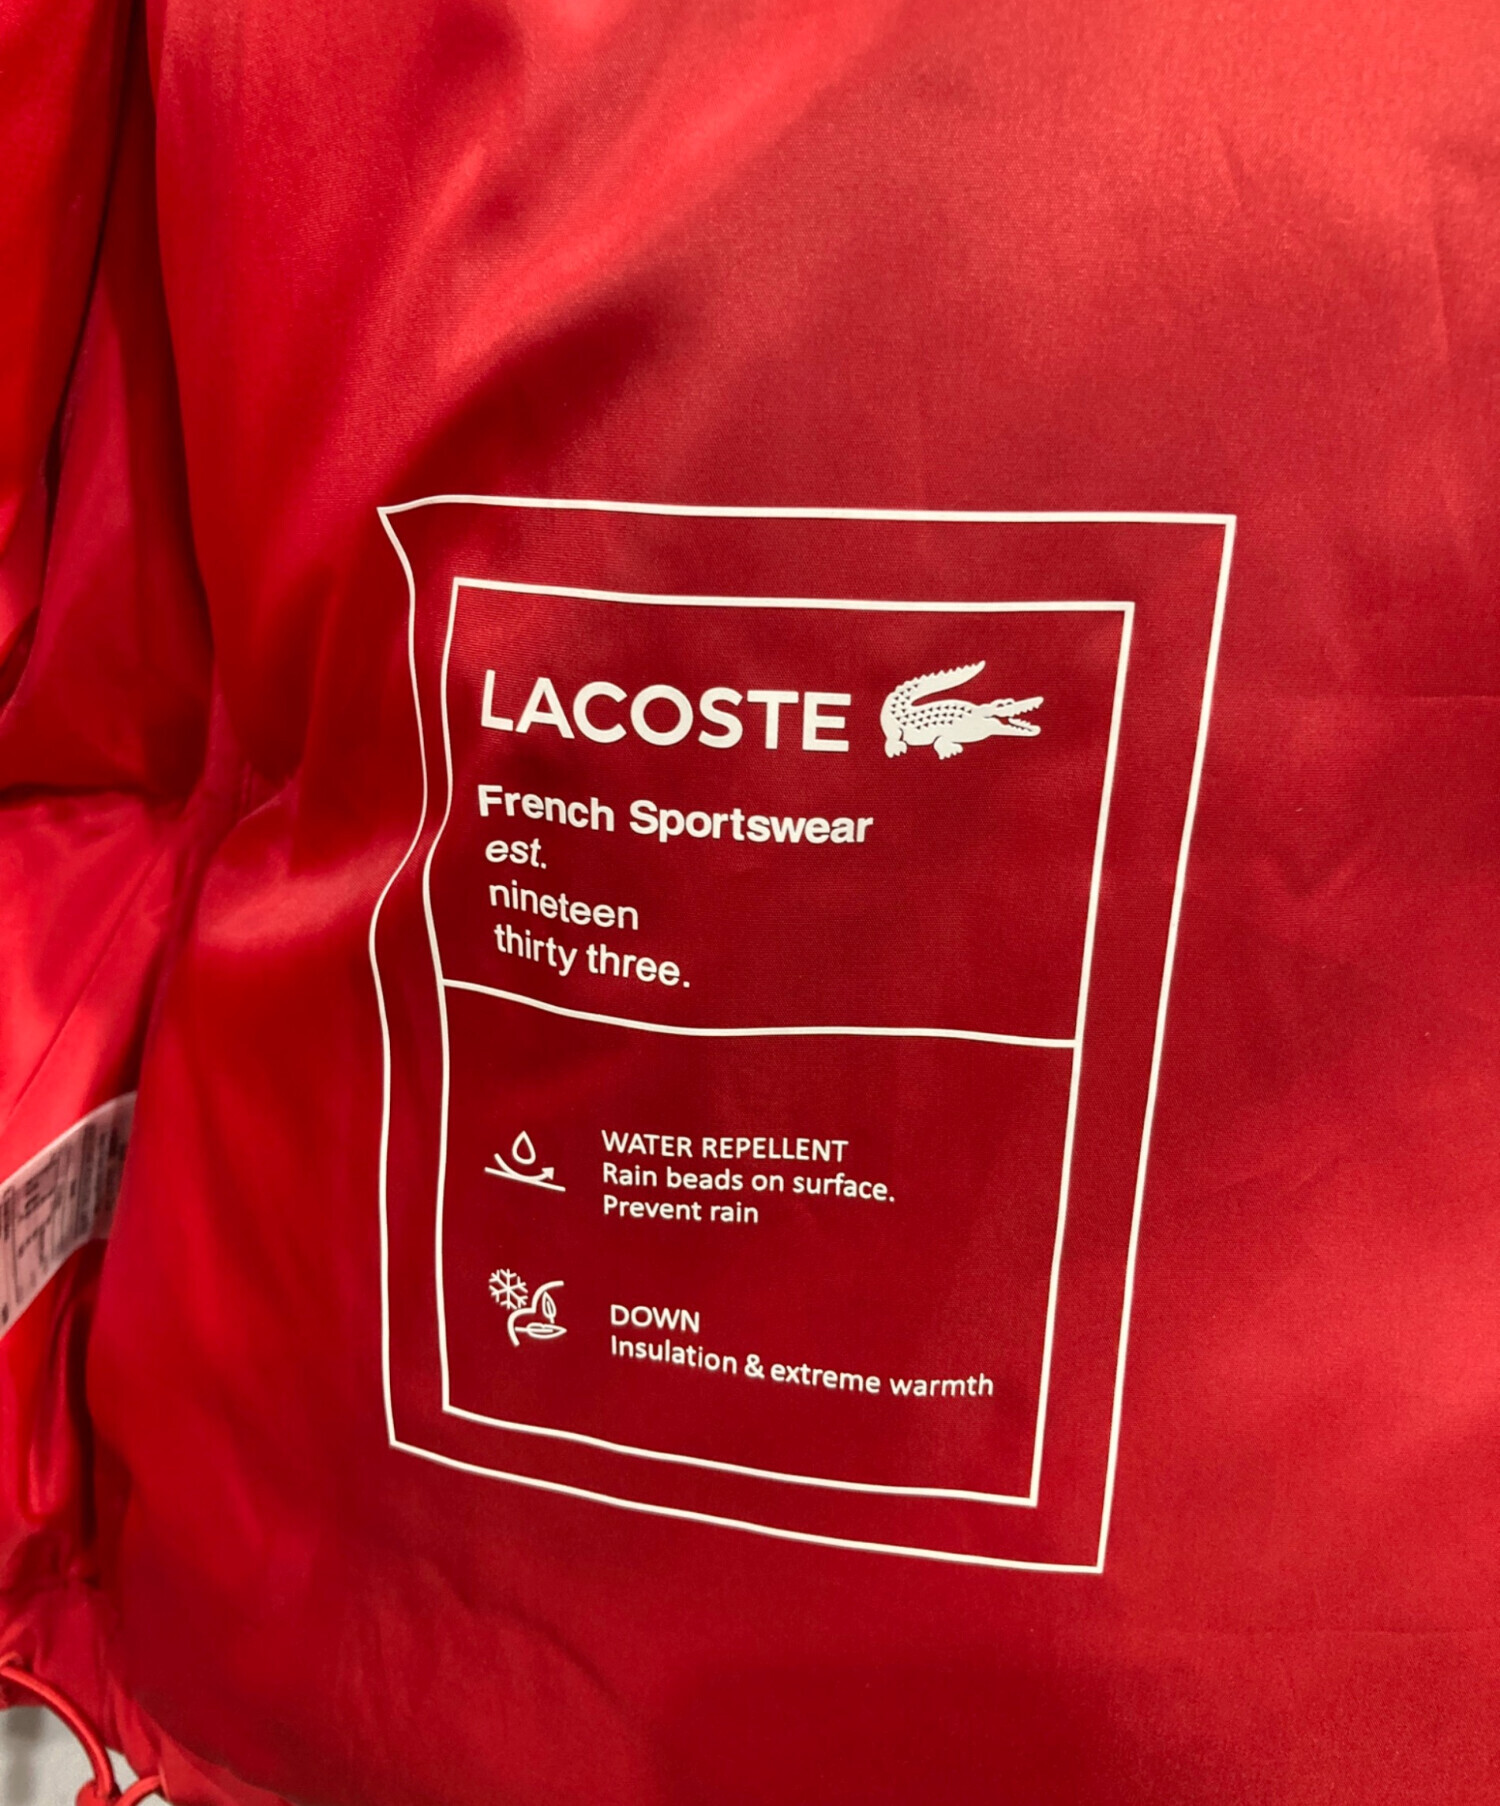 LACOSTE
French Sportswear
est.
nineteen
thirty three.
WATER REPELLENT
Rain beads on surface.
Prevent rain
DOWN
Insulation & extreme warmth